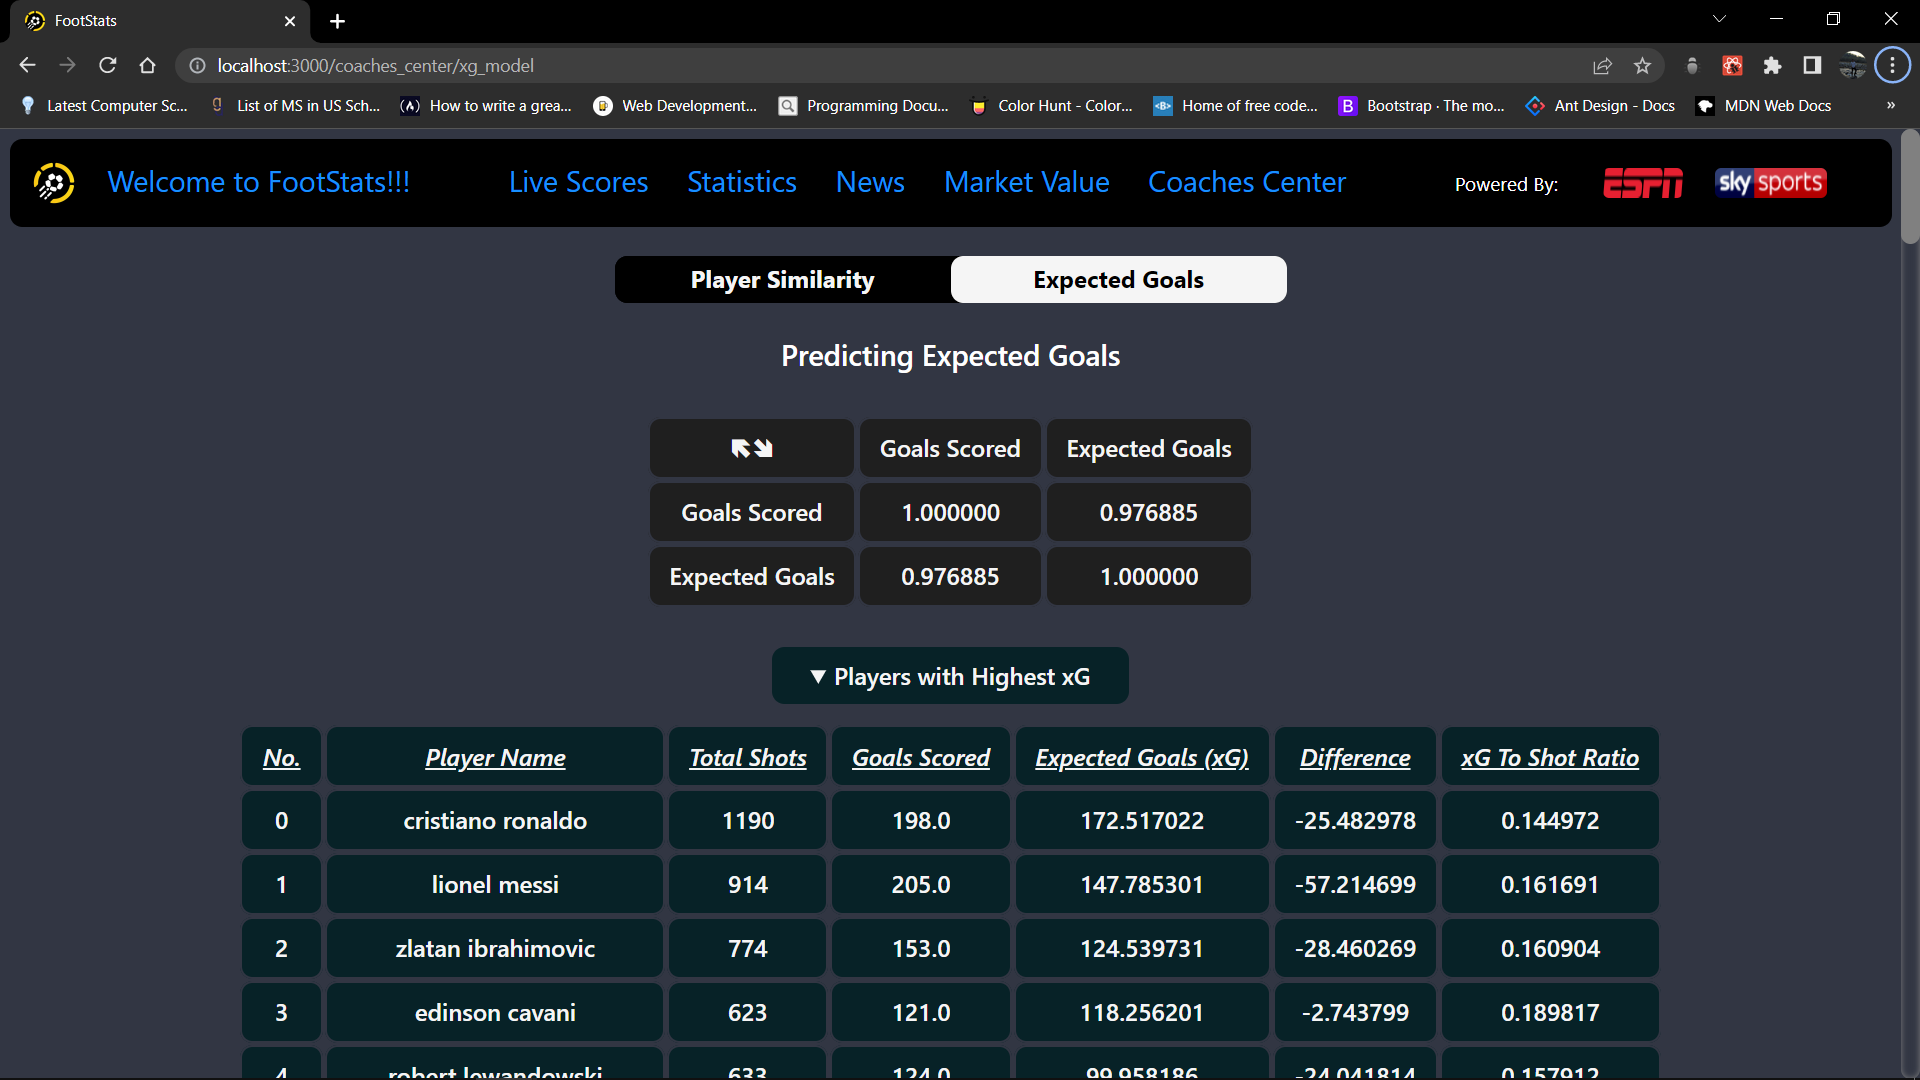 FootStats
localhost:3000/coaches_center/xg_model
Latest Computer Sc... List of MS in US Sch... How to write a grea... Web Development... Programming Docu... Color Hunt - Color... Home of free code... Bootstrap · The mo... Ant Design - Docs MDN Web Docs »
Welcome to FootStats!!! Live Scores Statistics News Market Value Coaches Center Powered By: ESPN sky sports
Player Similarity Expected Goals
Predicting Expected Goals
Goals Scored Expected Goals
Goals Scored 1.000000 0.976885
Expected Goals 0.976885 1.000000
▼ Players with Highest xG
No. Player Name Total Shots Goals Scored Expected Goals (xG) Difference xG To Shot Ratio
0 cristiano ronaldo 1190 198.0 172.517022 -25.482978 0.144972
1 lionel messi 914 205.0 147.785301 -57.214699 0.161691
2 zlatan ibrahimovic 774 153.0 124.539731 -28.460269 0.160904
3 edinson cavani 623 121.0 118.256201 -2.743799 0.189817
4 robert lewandowski 633 124.0 99.958186 -24.041814 0.157912